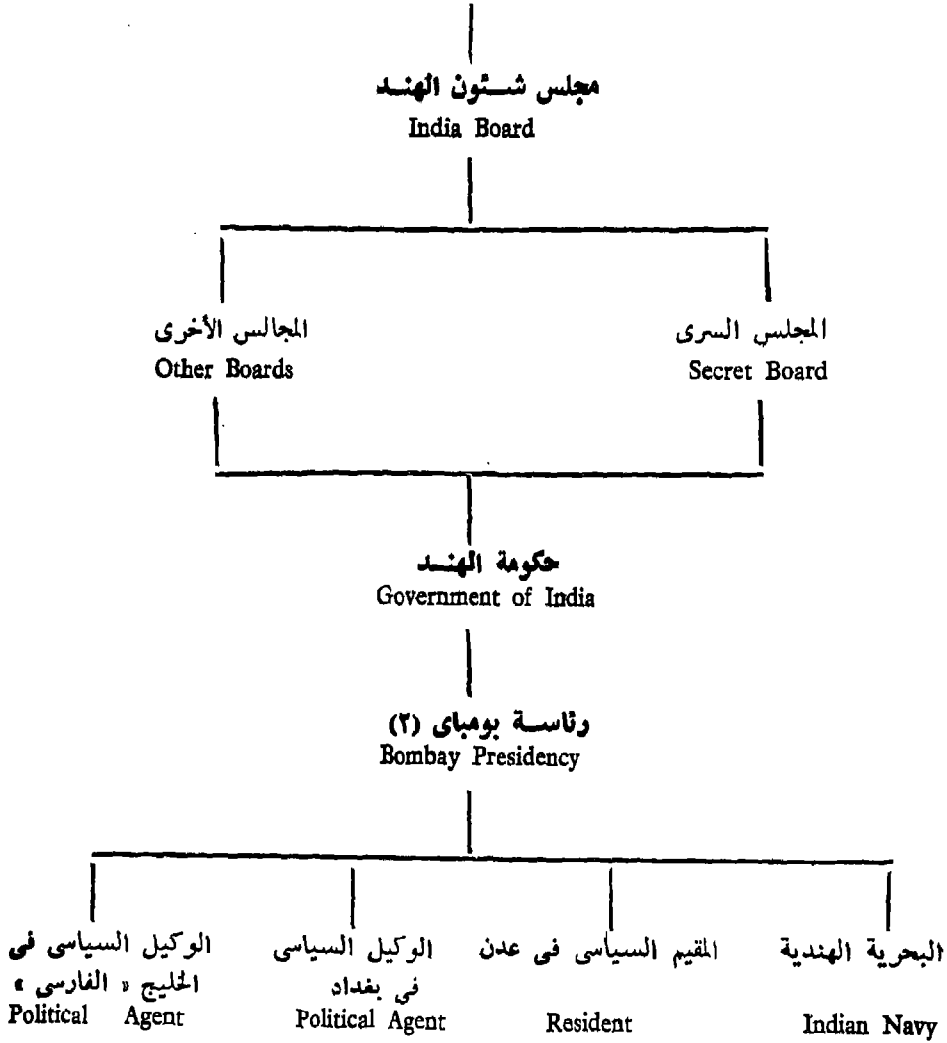 مجلس شئون الهند
India Board
المجلس السرى
Secret Board
المجالس الأخرى
Other Boards
حكومة الهند
Government of India
رئاسة بومباى (٢)
Bombay Presidency
البحرية الهندية
Indian Navy
المقيم السياسى فى عدن
Resident
الوكيل السياسى
فى بغداد
Political Agent
الوكيل السياسى فى
الخليج « الفارسي »
Political Agent